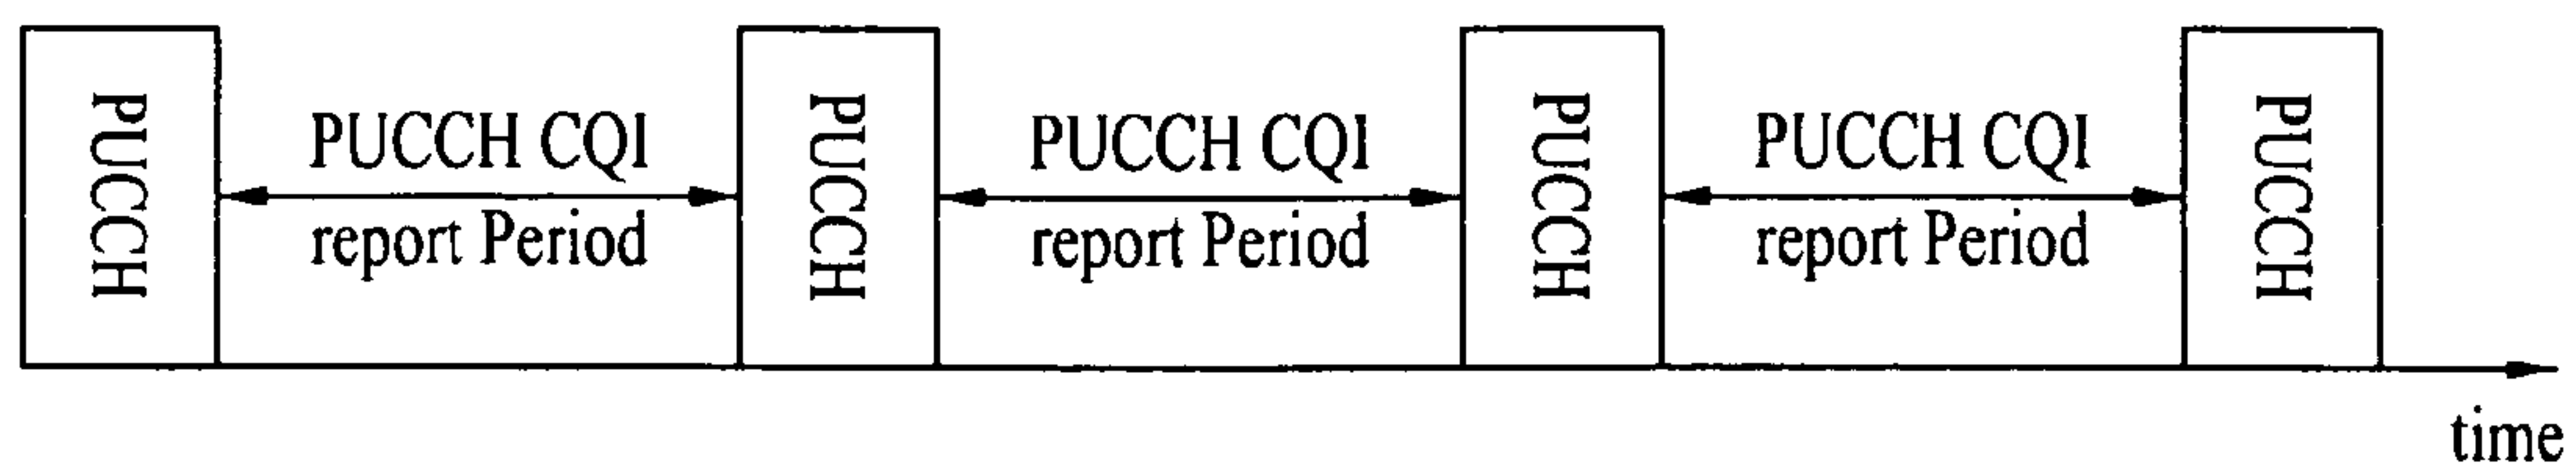 PUCCH
PUCCH CQI
report Period
PUCCH
PUCCH CQI
report Period
PUCCH
PUCCH CQI
report Period
PUCCH
time